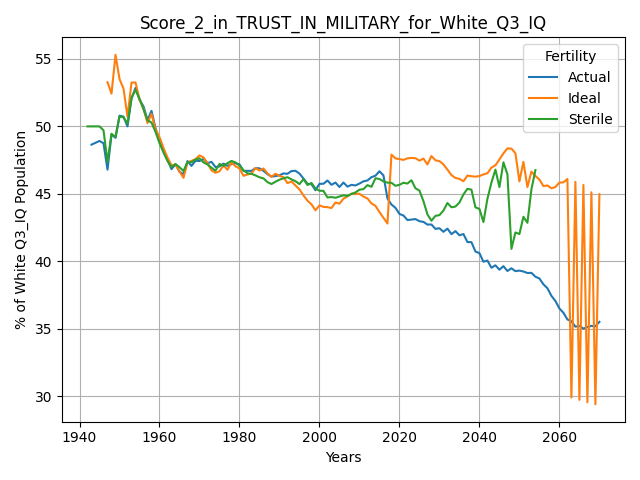 Score_2_in_TRUST_IN_MILITARY_for_White_Q3_IQ
% of White Q3_IQ Population
55
50
45
40
35
30
Fertility
Actual
Ideal
Sterile
1940 1960 1980 2000 2020 2040 2060
Years